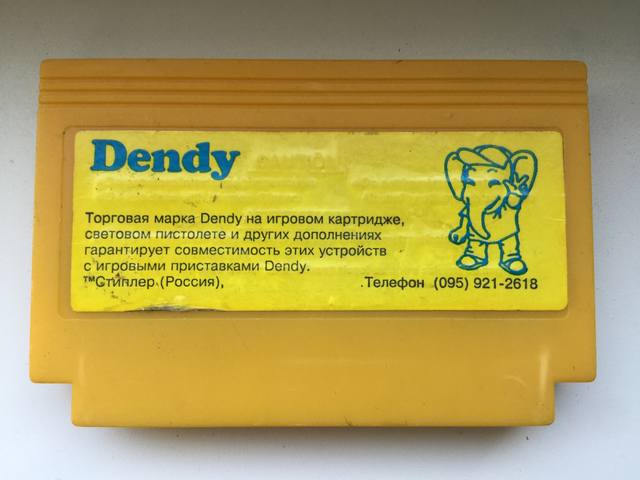 Dendy
Торговая марка Dendy на игровом картридже,
световом пистолете и других дополнениях
гарантирует совместимость этих устройств
с игровыми приставками Dendy.
™Стиплер (Россия), Телефон (095) 921-2618